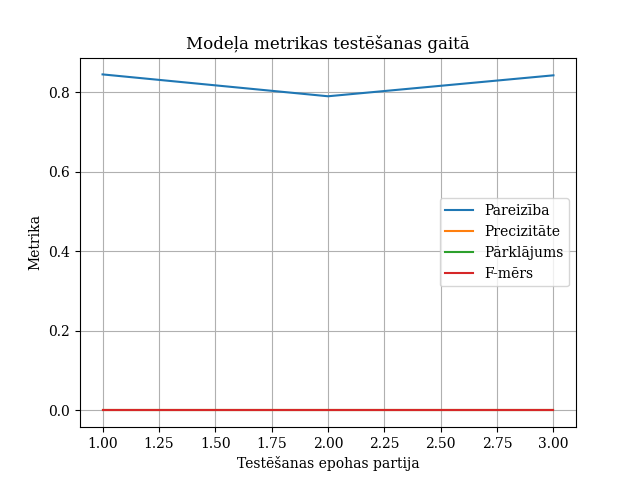 Modeļa metrikas testēšanas gaitā
Metrika
0.8
0.6
0.4
0.2
0.0
Pareizība
Precizitāte
Pārklājums
F-mērs
1.00 1.25 1.50 1.75 2.00 2.25 2.50 2.75 3.00
Testēšanas epohas partija